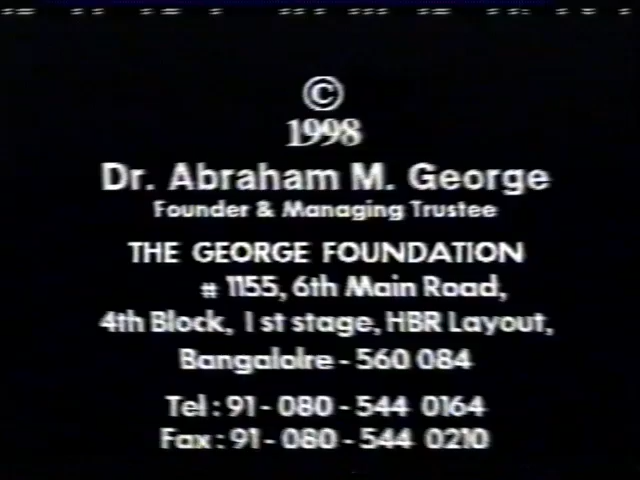 ©
1998
Dr. Abraham M. George
Founder & Managing Trustee
THE GEORGE FOUNDATION
# 1155, 6th Main Road,
4th Block, 1 st stage, HBR Layout,
Bangalolre - 560 084
Tel : 91 - 080 - 544 0164
Fax : 91 - 080 - 544 0210